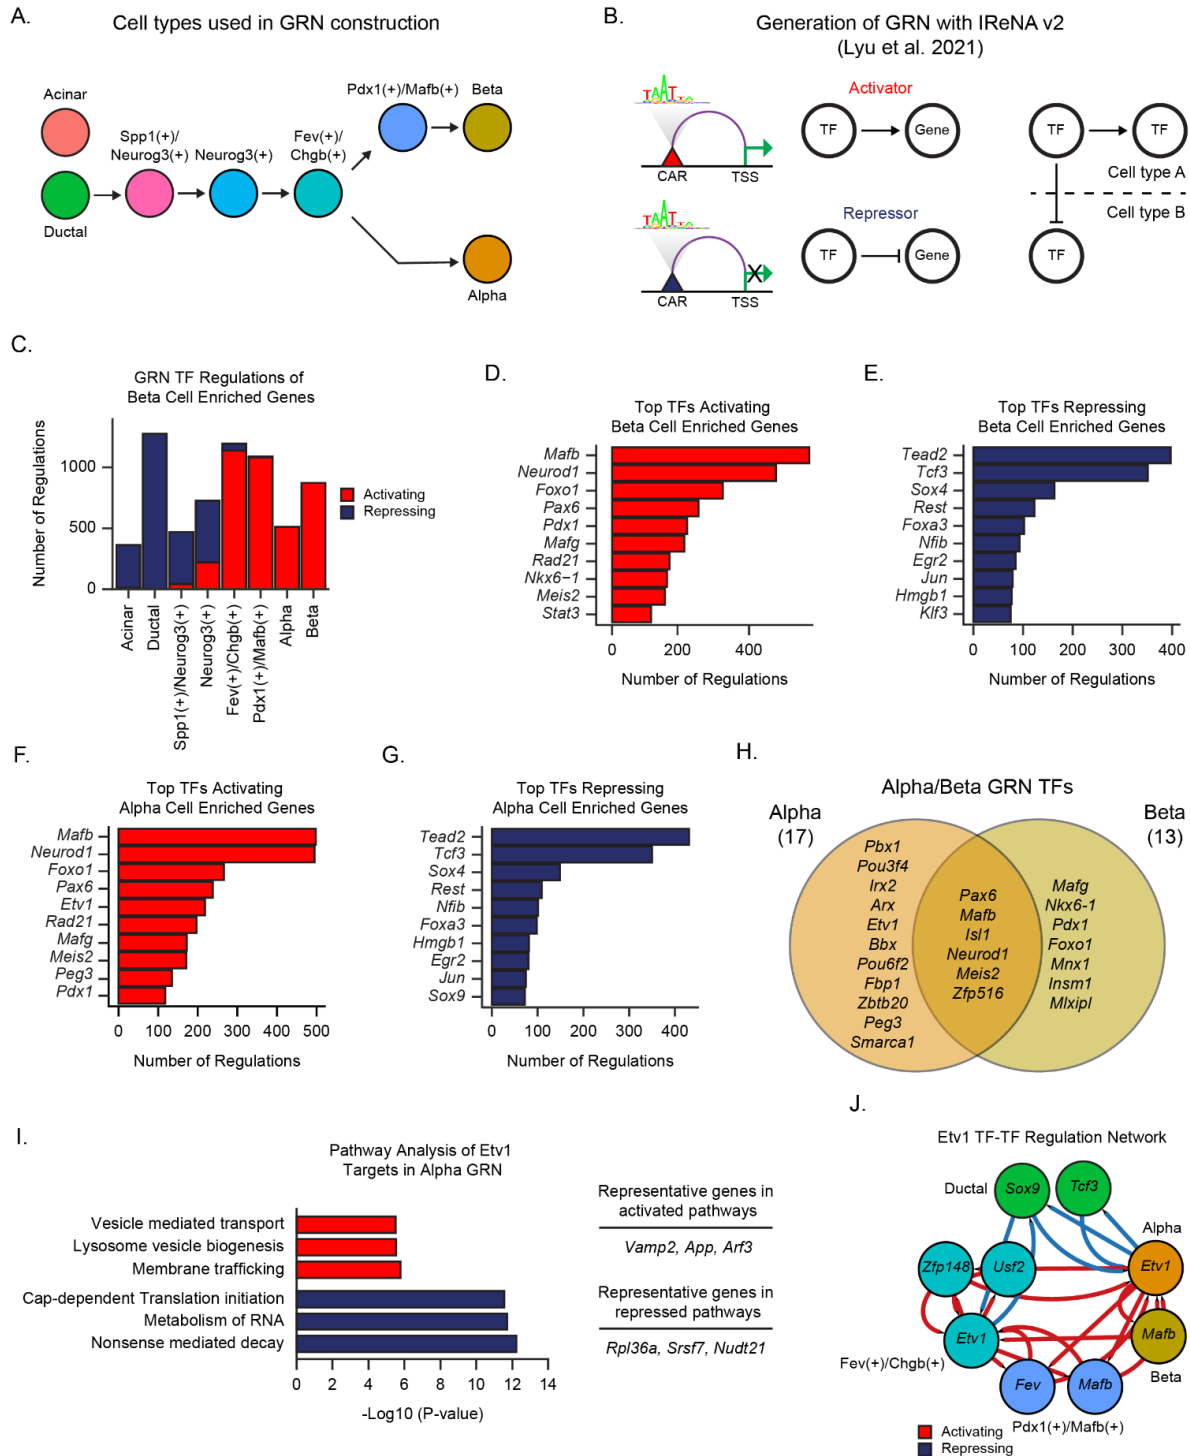 A.
Cell types used in GRN construction
Acinar
Spp1(+)/
Neurog3(+)
Neurog3(+)
Fev(+)/
Chgb(+)
Pdx1(+)/Mafb(+)
Beta
Ductal
Alpha
B.
Generation of GRN with IReNA v2
(Lyu et al. 2021)
TAAT
CAR
TSS
Activator
TF
Gene
TAAT
CAR
TSS
X
Repressor
TF
Gene
TF
TF
Cell type A
Cell type B
TF
C.
GRN TF Regulations of
Beta Cell Enriched Genes
Number of Regulations
1000
500
0
Activating
Repressing
Acinar
Ductal
Spp1(+)/Neurog3(+)
Neurog3(+)
Fev(+)/Chgb(+)
Pdx1(+)/Mafb(+)
Alpha
Beta
D.
Top TFs Activating
Beta Cell Enriched Genes
Mafb
Neurod1
Foxo1
Pax6
Pdx1
Mafg
Rad21
Nkx6−1
Meis2
Stat3
0 200 400
Number of Regulations
E.
Top TFs Repressing
Beta Cell Enriched Genes
Tead2
Tcf3
Sox4
Rest
Foxa3
Nfib
Egr2
Jun
Hmgb1
Klf3
0 100 200 300 400
Number of Regulations
F.
Top TFs Activating
Alpha Cell Enriched Genes
Mafb
Neurod1
Foxo1
Pax6
Etv1
Rad21
Mafg
Meis2
Peg3
Pdx1
0 100 200 300 400 500
Number of Regulations
G.
Top TFs Repressing
Alpha Cell Enriched Genes
Tead2
Tcf3
Sox4
Rest
Nfib
Foxa3
Hmgb1
Egr2
Jun
Sox9
0 100 200 300 400
Number of Regulations
H.
Alpha/Beta GRN TFs
Alpha
(17)
Beta
(13)
Pbx1
Pou3f4
Irx2
Arx
Etv1
Bbx
Pou6f2
Fbp1
Zbtb20
Peg3
Smarca1
Pax6
Mafb
Isl1
Neurod1
Meis2
Zfp516
Mafg
Nkx6-1
Pdx1
Foxo1
Mnx1
Insm1
Mlxipl
I.
Pathway Analysis of Etv1
Targets in Alpha GRN
Vesicle mediated transport
Lysosome vesicle biogenesis
Membrane trafficking
Cap-dependent Translation initiation
Metabolism of RNA
Nonsense mediated decay
0 2 4 6 8 10 12 14
-Log10 (P-value)
Representative genes in
activated pathways
Vamp2, App, Arf3
Representative genes in
repressed pathways
Rpl36a, Srsf7, Nudt21
J.
Etv1 TF-TF Regulation Network
Ductal
Sox9
Tcf3
Alpha
Zfp148
Usf2
Etv1
Etv1
Mafb
Fev(+)/Chgb(+)
Beta
Fev
Mafb
Pdx1(+)/Mafb(+)
Activating
Repressing